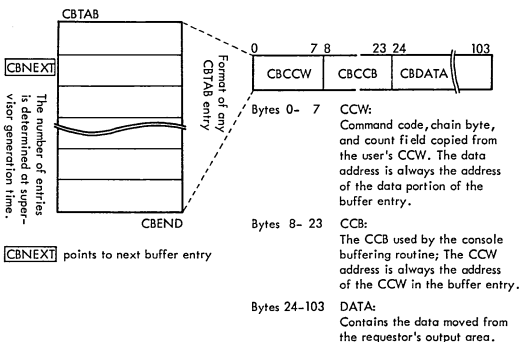 CBTAB
CBNEXT
The number of entries
is determined at super-
visor generation time.
Format of any
CBTAB entry
CBEND
CBNEXT points to next buffer entry
0 7 8 23 24 103
CBCCW CBCCB CBDATA
Bytes 0- 7 CCW:
Command code, chain byte,
and count field copied from
the user's CCW. The data
address is always the address
of the data portion of the
buffer entry.
Bytes 8- 23 CCB:
The CCB used by the console
buffering routine; The CCW
address is always the address
of the CCW in the buffer entry.
Bytes 24-103 DATA:
Contains the data moved from
the requestor's output area.